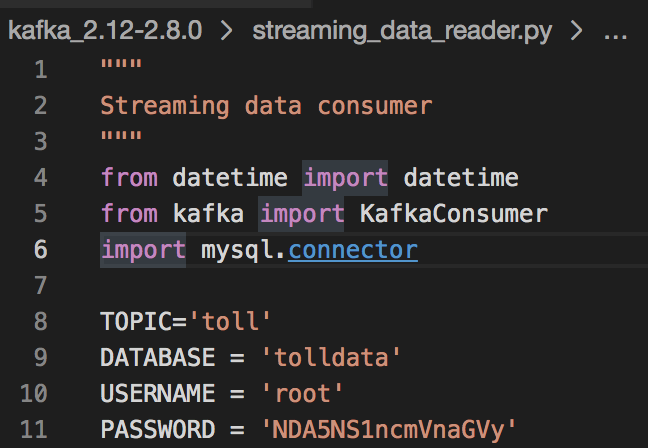 kafka_2.12-2.8.0 > streaming_data_reader.py > ...
1 """
2 Streaming data consumer
3 """
4 from datetime import datetime
5 from kafka import KafkaConsumer
6 import mysql.connector
7
8 TOPIC='toll'
9 DATABASE = 'tolldata'
10 USERNAME = 'root'
11 PASSWORD = 'NDA5NS1ncmVnaGVy'